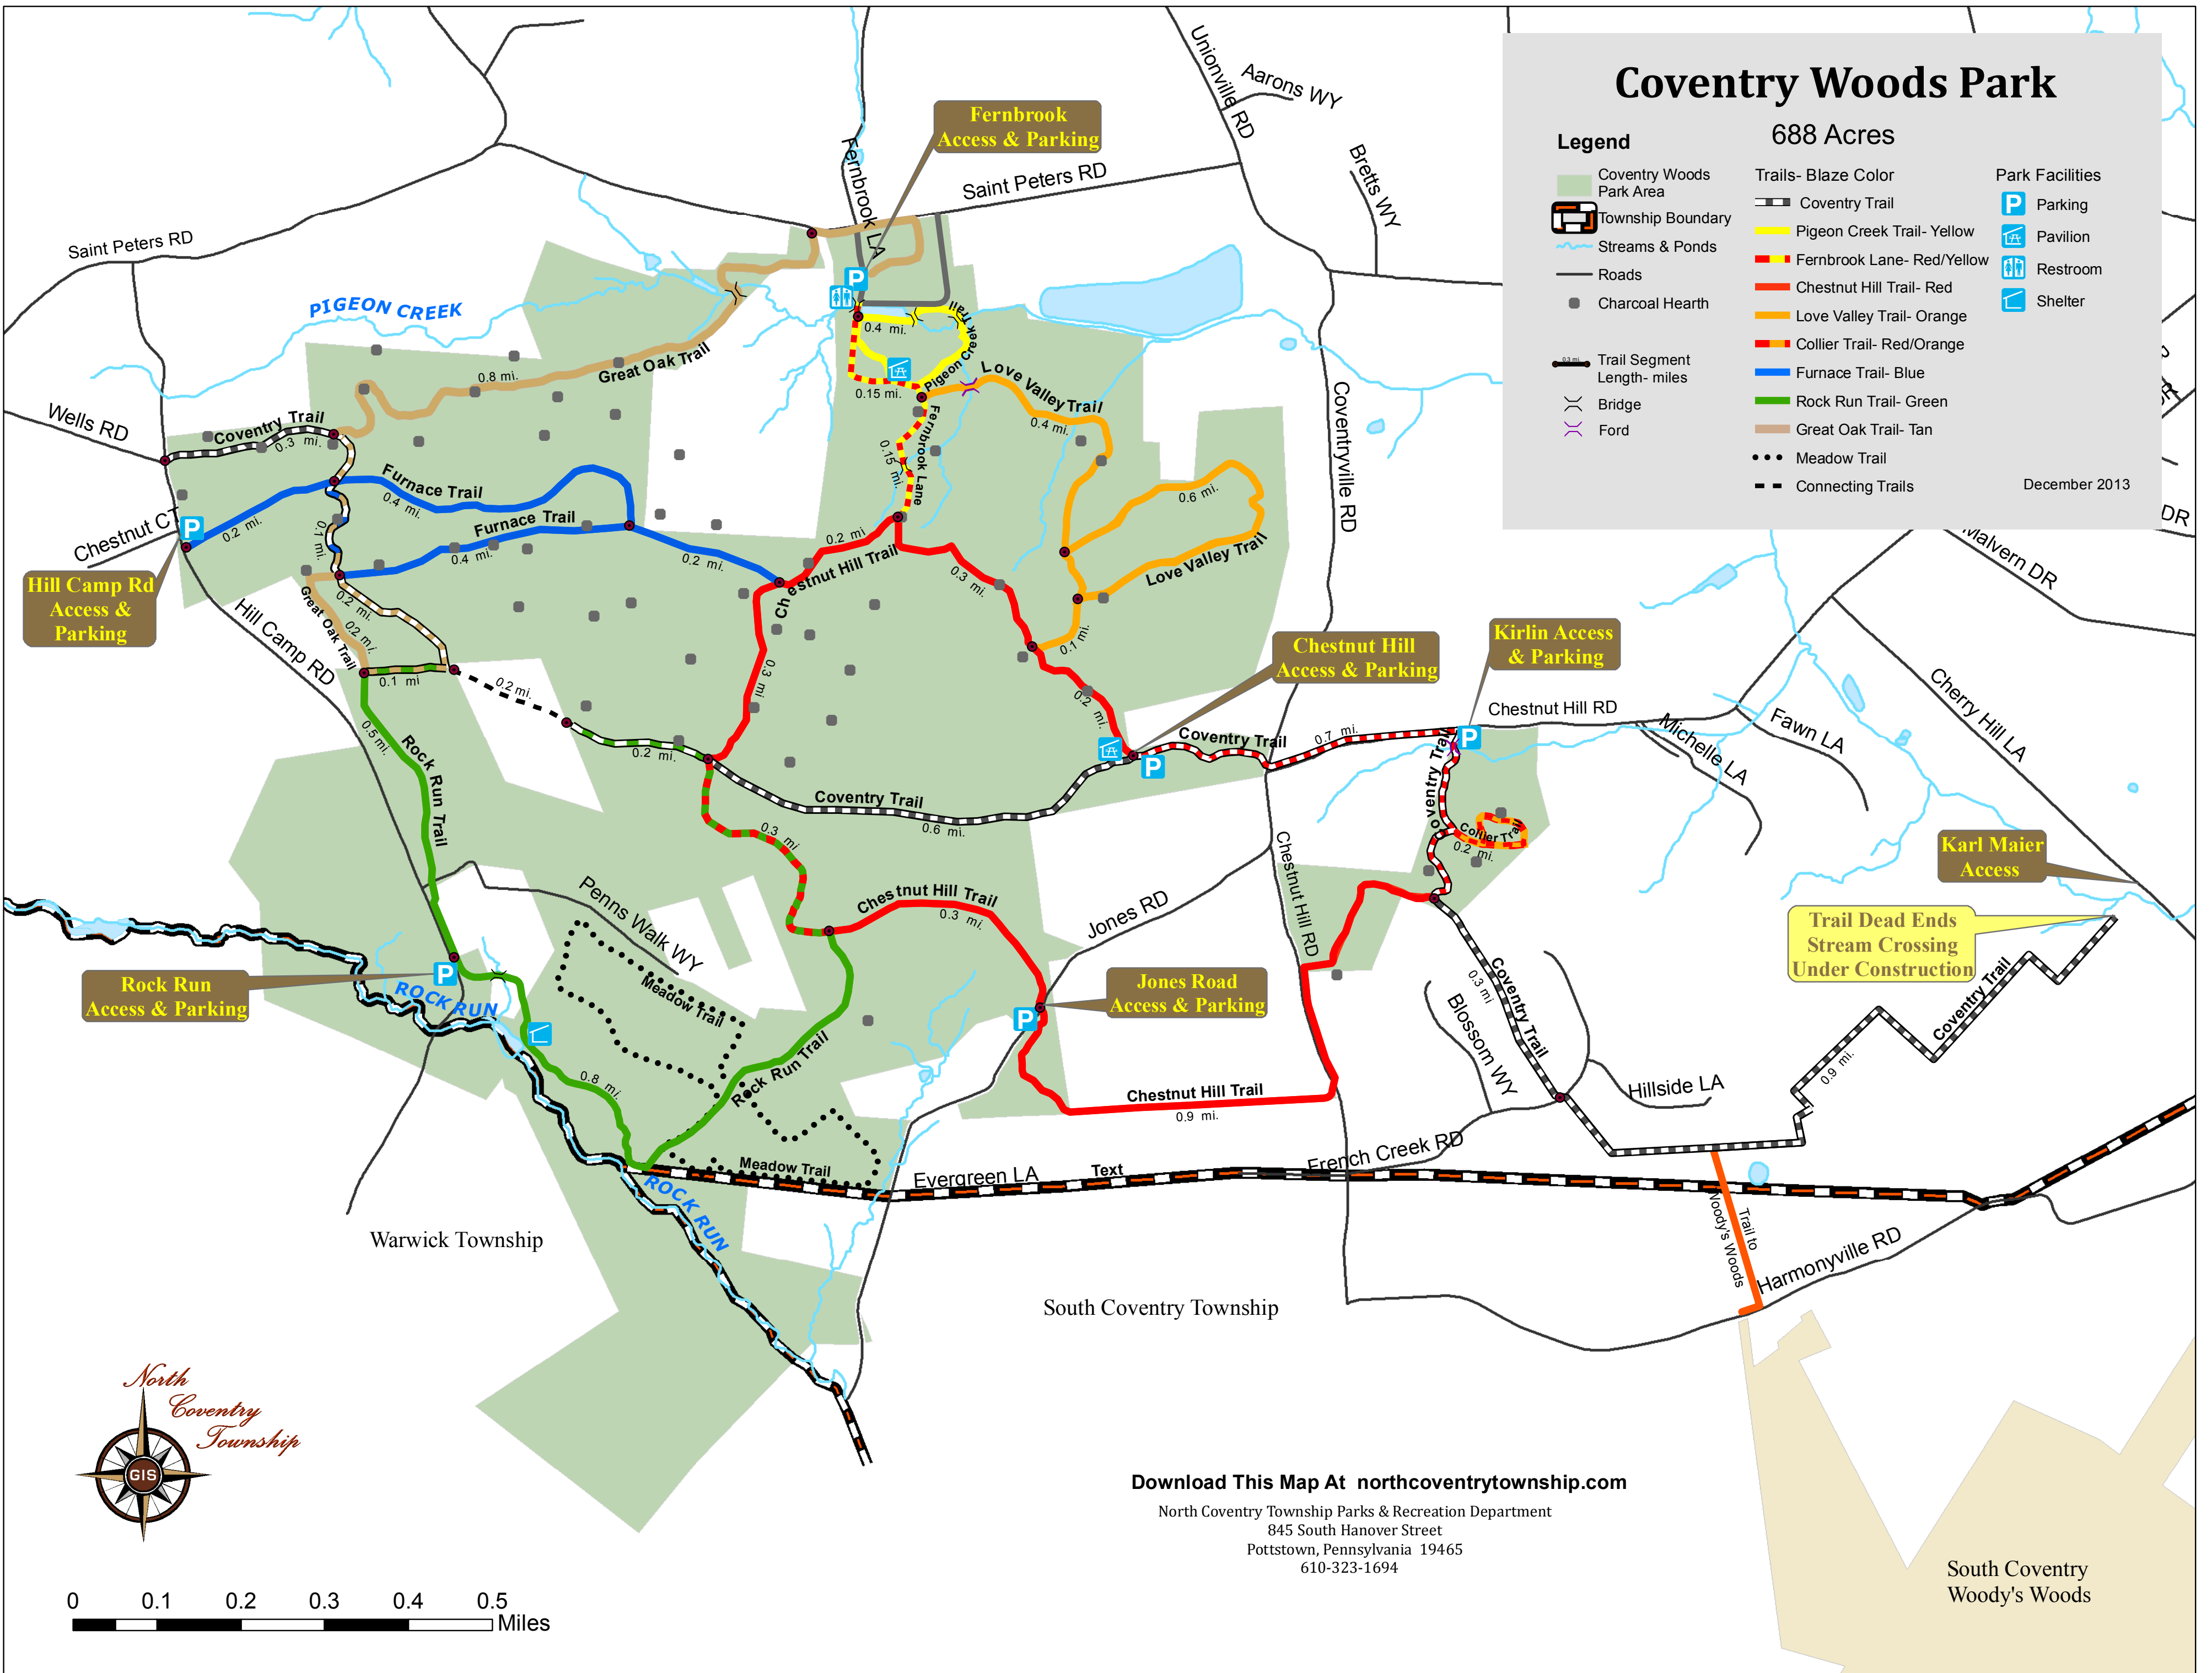 Coventry Woods Park
688 Acres
Legend
Coventry Woods
Park Area
Township Boundary
Streams & Ponds
Roads
Charcoal Hearth
0.3 mi.
Trail Segment
Length- miles
Bridge
Ford
Trails- Blaze Color
Coventry Trail
Pigeon Creek Trail- Yellow
Fernbrook Lane- Red/Yellow
Chestnut Hill Trail- Red
Love Valley Trail- Orange
Collier Trail- Red/Orange
Furnace Trail- Blue
Rock Run Trail- Green
Great Oak Trail- Tan
Meadow Trail
Connecting Trails
Park Facilities
P
Parking
Pavilion
Restroom
Shelter
December 2013
Unionville RD
Aarons WY
Bretts WY
Fernbrook
Access & Parking
Fernbrook LA
Saint Peters RD
Saint Peters RD
PIGEON CREEK
P
0.4 mi.
Pigeon Creek Trail
0.15 mi.
Love Valley Trail
0.4 mi.
Great Oak Trail
0.8 mi.
Wells RD
Coventry Trail
0.3 mi.
Fernbrook Lane
0.15 mi.
Coventryville RD
0.6 mi.
Love Valley Trail
Furnace Trail
0.4 mi.
Furnace Trail
0.4 mi.
0.2 mi.
Chestnut CT
P
0.2 mi.
0.1 mi.
0.2 mi
Chestnut Hill Trail
0.3 mi.
Hill Camp Rd
Access &
Parking
Hill Camp RD
Great Oak Trail
0.2 mi.
0.2 mi.
0.1 mi
0.2 mi.
0.3 mi
0.1 mi.
0.2 mi.
Chestnut Hill
Access & Parking
Kirlin Access
& Parking
Chestnut Hill RD
Malvern DR
DR
DR
Cherry Hill LA
Fawn LA
Michelle LA
P
Coventry Trail
0.7 mi.
P
Coventry Trail
Collier Trail
0.2 mi.
0.5 mi.
Rock Run Trail
0.2 mi.
Coventry Trail
0.6 mi.
0.3 mi
Chestnut Hill Trail
0.3 mi.
Penns Walk WY
Jones RD
Chestnut Hill RD
Karl Maier
Access
Trail Dead Ends
Stream Crossing
Under Construction
Rock Run
Access & Parking
P
ROCK RUN
Meadow Trail
Jones Road
Access & Parking
P
0.3 mi
Coventry Trail
Coventry Trail
0.9 mi.
Blossom WY
Hillside LA
0.8 mi.
Rock Run Trail
Chestnut Hill Trail
0.9 mi.
Meadow Trail
Evergreen LA
Text
French Creek RD
ROCK RUN
Trail to
Woody's Woods
Harmonyville RD
Warwick Township
South Coventry Township
North
Coventry
Township
GIS
Download This Map At northcoventrytownship.com
North Coventry Township Parks & Recreation Department
845 South Hanover Street
Pottstown, Pennsylvania 19465
610-323-1694
South Coventry
Woody's Woods
0 0.1 0.2 0.3 0.4 0.5
Miles